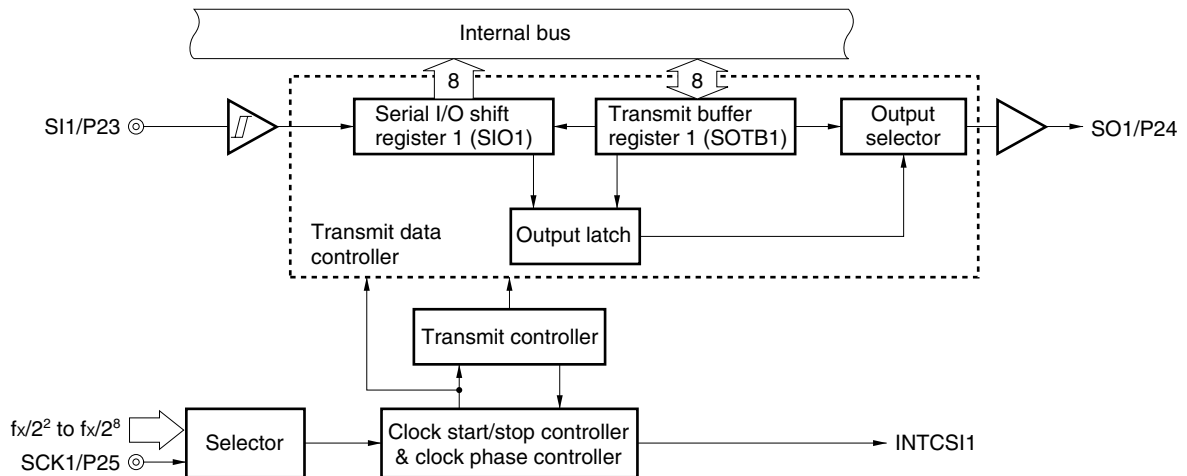 Internal bus
8
8
SI1/P23
Serial I/O shift
register 1 (SIO1)
Transmit buffer
register 1 (SOTB1)
Output
selector
SO1/P24
Output latch
Transmit data
controller
Transmit controller
fx/2² to fx/2⁸
SCK1/P25
Selector
Clock start/stop controller
& clock phase controller
INTCSI1